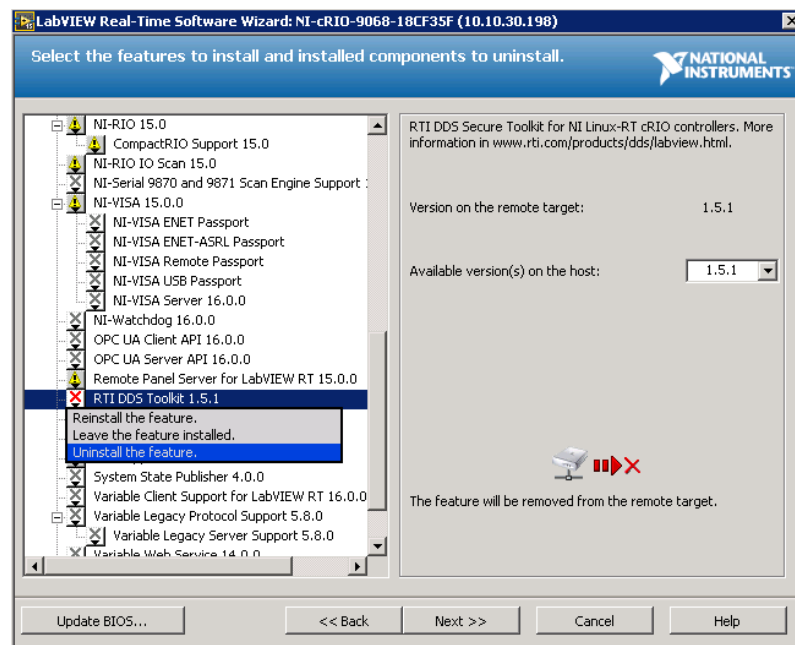 LabVIEW Real-Time Software Wizard: NI-cRIO-9068-18CF35F (10.10.30.198)
Select the features to install and installed components to uninstall.
NATIONAL
INSTRUMENTS
NI-RIO 15.0
CompactRIO Support 15.0
NI-RIO IO Scan 15.0
NI-Serial 9870 and 9871 Scan Engine Support
NI-VISA 15.0.0
NI-VISA ENET Passport
NI-VISA ENET-ASRL Passport
NI-VISA Remote Passport
NI-VISA USB Passport
NI-VISA Server 16.0.0
NI-Watchdog 16.0.0
OPC UA Client API 16.0.0
OPC UA Server API 16.0.0
Remote Panel Server for LabVIEW RT 15.0.0
RTI DDS Toolkit 1.5.1
Reinstall the feature.
Leave the feature installed.
Uninstall the feature.
System State Publisher 4.0.0
Variable Client Support for LabVIEW RT 16.0.0
Variable Legacy Protocol Support 5.8.0
Variable Legacy Server Support 5.8.0
Variable Web Service 14.0.0
RTI DDS Secure Toolkit for NI Linux-RT cRIO controllers. More
information in www.rti.com/products/dds/labview.html.
Version on the remote target: 1.5.1
Available version(s) on the host: 1.5.1
The feature will be removed from the remote target.
Update BIOS...
<< Back
Next >>
Cancel
Help